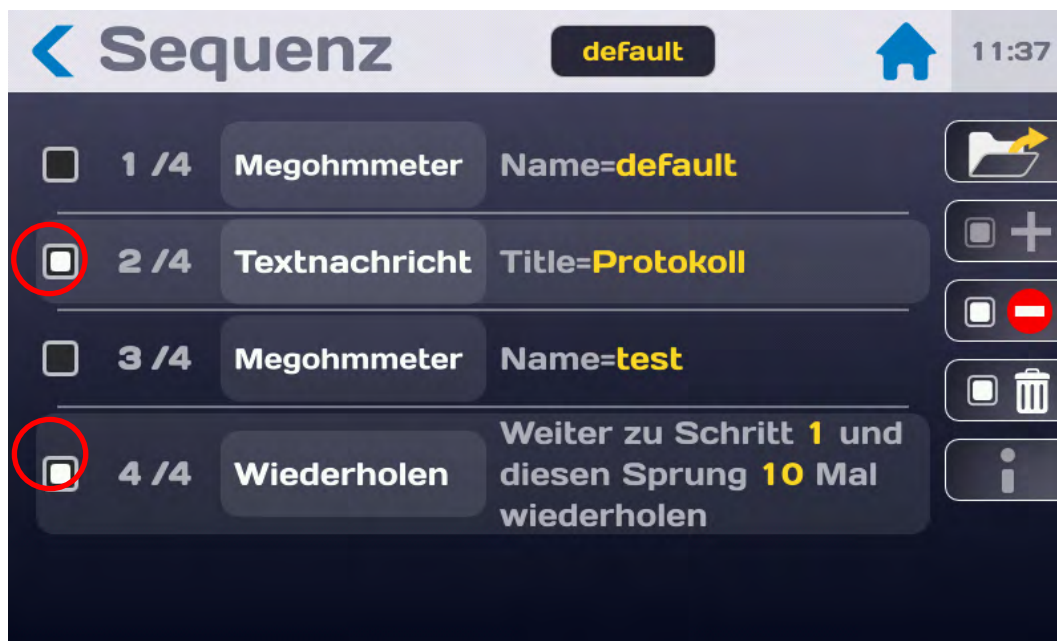 Sequenz default 11:37
1 /4 Megohmmeter Name=default
2 /4 Textnachricht Title=Protokoll
3 /4 Megohmmeter Name=test
4 /4 Wiederholen Weiter zu Schritt 1 und
diesen Sprung 10 Mal
wiederholen